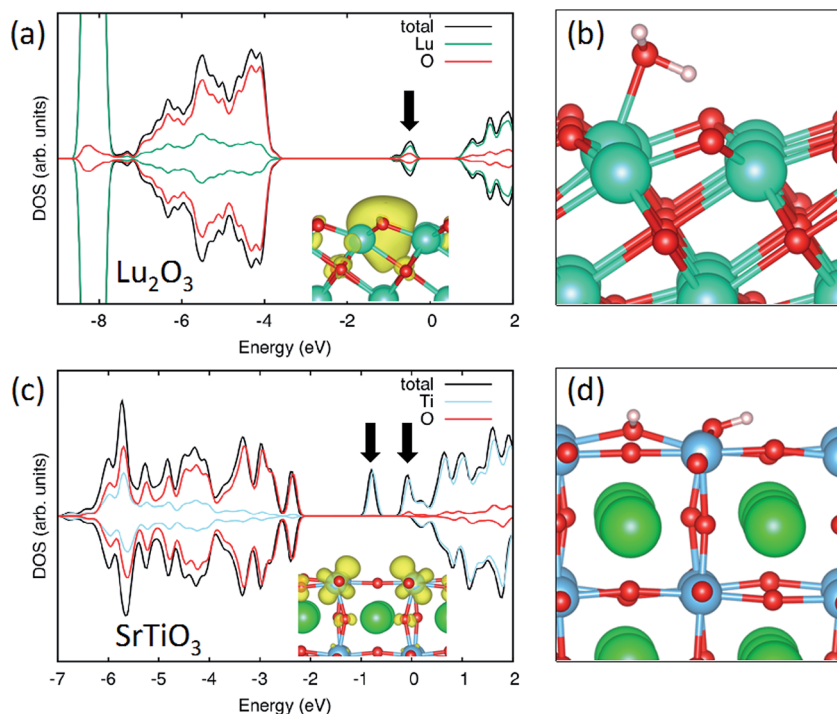 (a)
total
Lu
O
DOS (arb. units)
Lu2O3
-8 -6 -4 -2 0 2
Energy (eV)
(b)
(c)
total
Ti
O
DOS (arb. units)
SrTiO3
-7 -6 -5 -4 -3 -2 -1 0 1 2
Energy (eV)
(d)